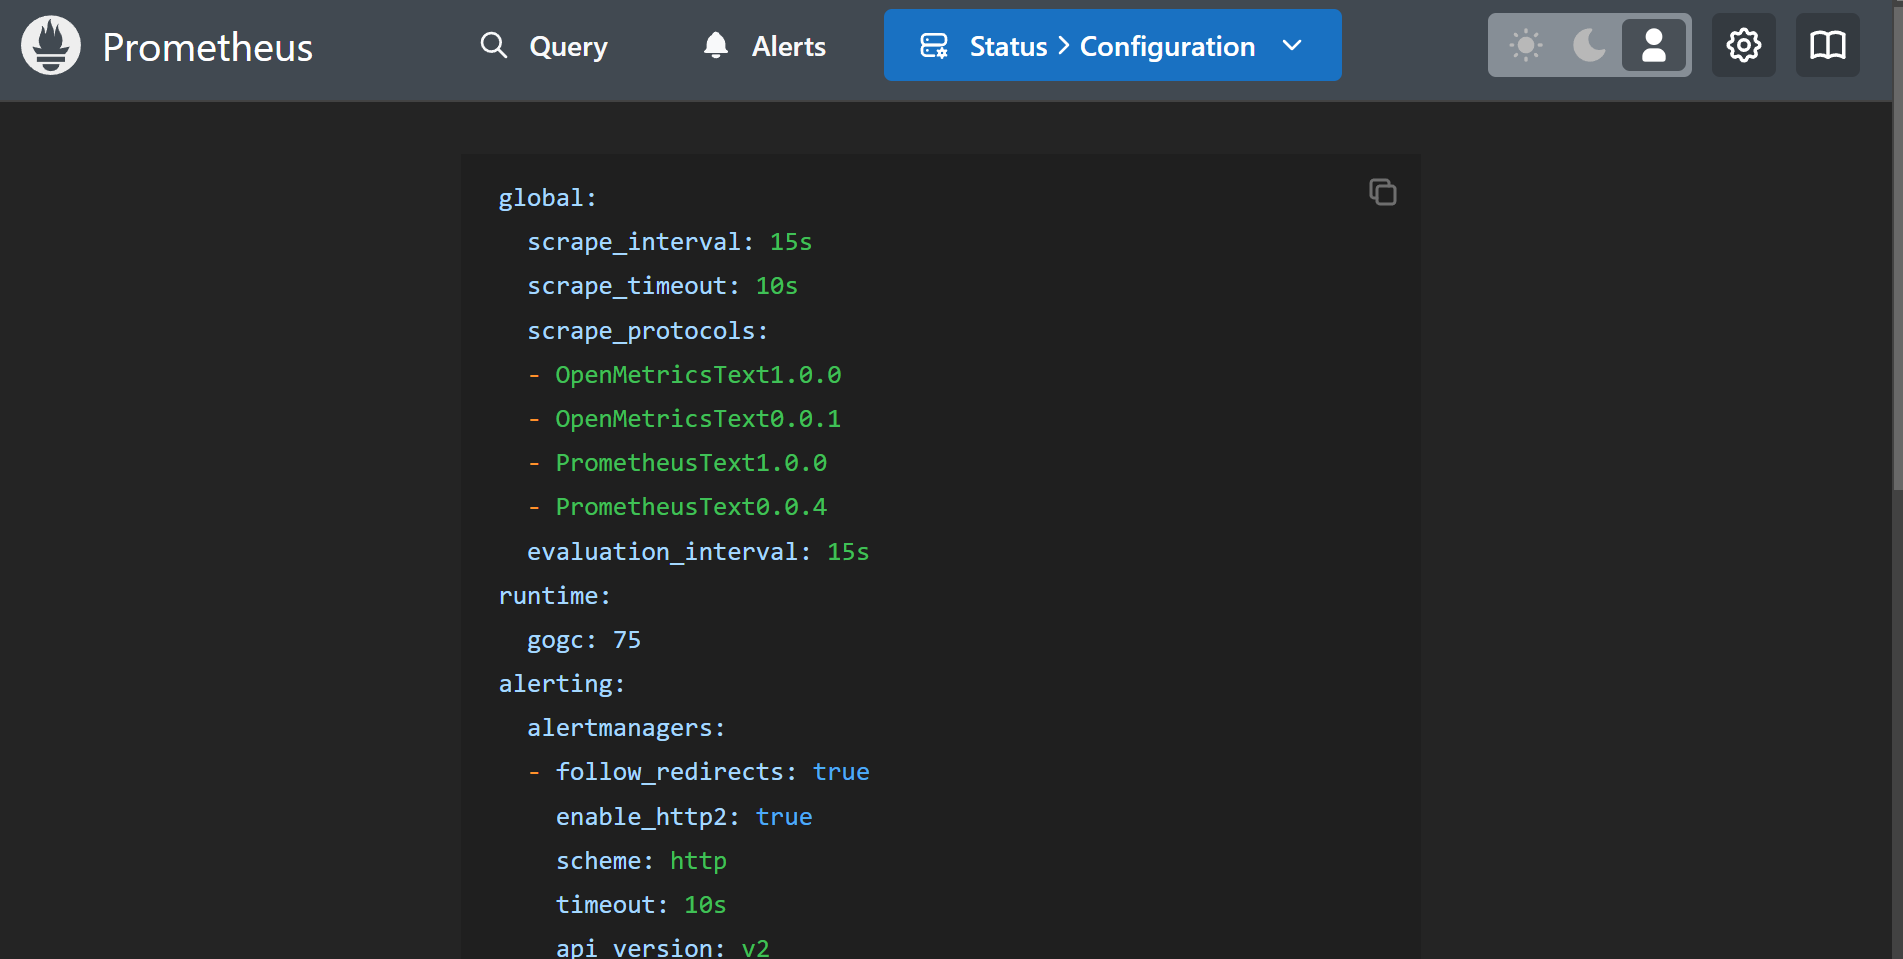 Prometheus Query Alerts Status > Configuration
global:
  scrape_interval: 15s
  scrape_timeout: 10s
  scrape_protocols:
  - OpenMetricsText1.0.0
  - OpenMetricsText0.0.1
  - PrometheusText1.0.0
  - PrometheusText0.0.4
  evaluation_interval: 15s
runtime:
  gogc: 75
alerting:
  alertmanagers:
  - follow_redirects: true
    enable_http2: true
    scheme: http
    timeout: 10s
    api_version: v2